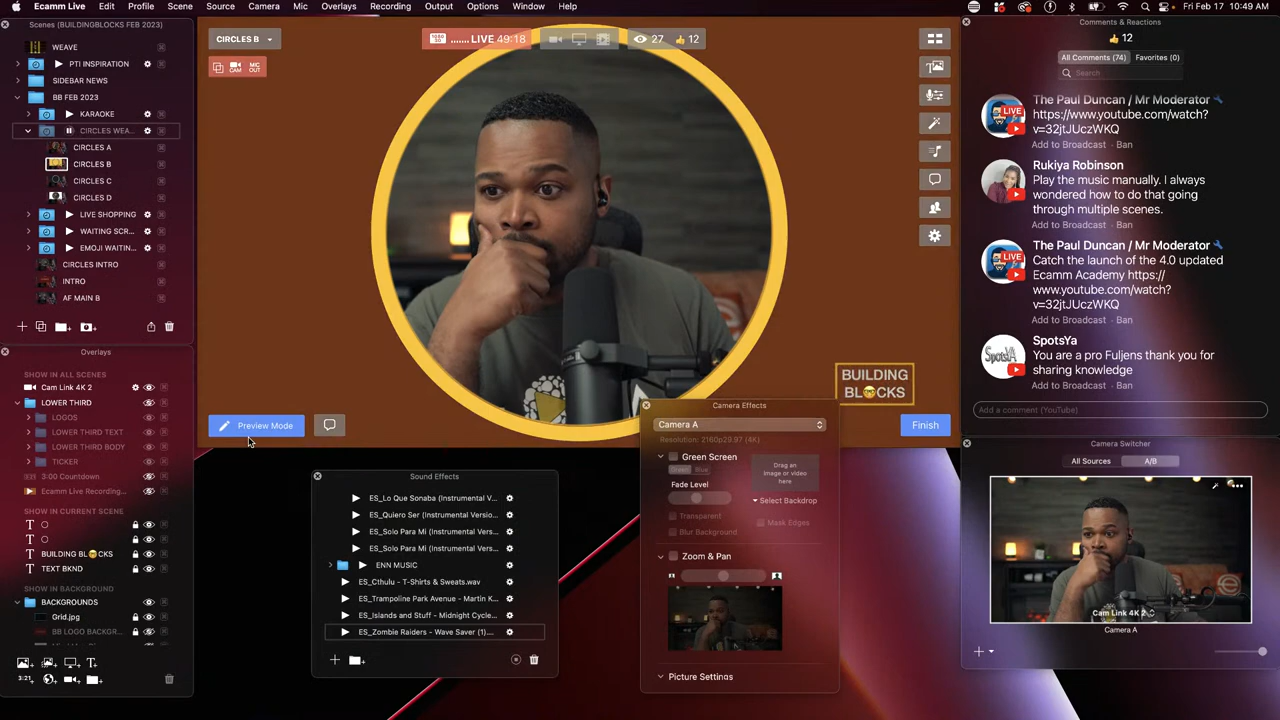 Ecamm Live File Edit Profile Scene Source Camera Mic Overlays Recording Output Options Window Help
Fri Feb 17 10:49 AM
Scenes (BUILDINGBLOCKS FEB 2023)
WEAVE
PTI INSPIRATION
SIDEBAR NEWS
BB FEB 2023
KARAOKE
CIRCLES WEA...
CIRCLES A
CIRCLES B
CIRCLES C
CIRCLES D
LIVE SHOPPING
WAITING SCR...
EMOJI WAITIN...
CIRCLES INTRO
INTRO
AF MAIN B
Overlays
SHOW IN ALL SCENES
Cam Link 4K 2
LOWER THIRD
LOGOS
LOWER THIRD TEXT
LOWER THIRD BODY
TICKER
3:00 Countdown
Ecamm Live Recording...
SHOW IN CURRENT SCENE
BUILDING BL🤓CKS
TEXT BKND
SHOW IN BACKGROUND
BACKGROUNDS
Grid.jpg
BB LOGO BACKGR...
3:21
CIRCLES B
1080 30 ....... LIVE 49:18
27 12
CAM MIC OUT
BUILDING
BL🤓CKS
Preview Mode
Finish
Sound Effects
ES_Lo Que Sonaba (Instrumental V...
ES_Quiero Ser (Instrumental Versio...
ES_Solo Para Mi (Instrumental Vers...
ES_Solo Para Mi (Instrumental Vers...
ENN MUSIC
ES_Cthulu - T-Shirts & Sweats.wav
ES_Trampoline Park Avenue - Martin K...
ES_Islands and Stuff - Midnight Cycle...
ES_Zombie Raiders - Wave Saver (1)....
Camera Effects
Camera A
Resolution: 2160p29.97 (4K)
Green Screen
Green Blue
Fade Level
Transparent
Blur Background
Drag an
image or video
here
Select Backdrop
Mask Edges
Zoom & Pan
Picture Settings
Comments & Reactions
👍 12
All Comments (74) Favorites (0)
Search
The Paul Duncan / Mr Moderator
https://www.youtube.com/watch?
v=32jtJUczWKQ
Add to Broadcast · Ban
Rukiya Robinson
Play the music manually. I always
wondered how to do that going
through multiple scenes.
Add to Broadcast · Ban
The Paul Duncan / Mr Moderator
Catch the launch of the 4.0 updated
Ecamm Academy https://
www.youtube.com/watch?
v=32jtJUczWKQ
Add to Broadcast · Ban
SpotsYa
You are a pro Fuljens thank you for
sharing knowledge
Add to Broadcast · Ban
LIVE
LIVE
SpotsYA
Add a comment (YouTube)
Camera Switcher
All Sources A/B
Cam Link 4K 2
Camera A